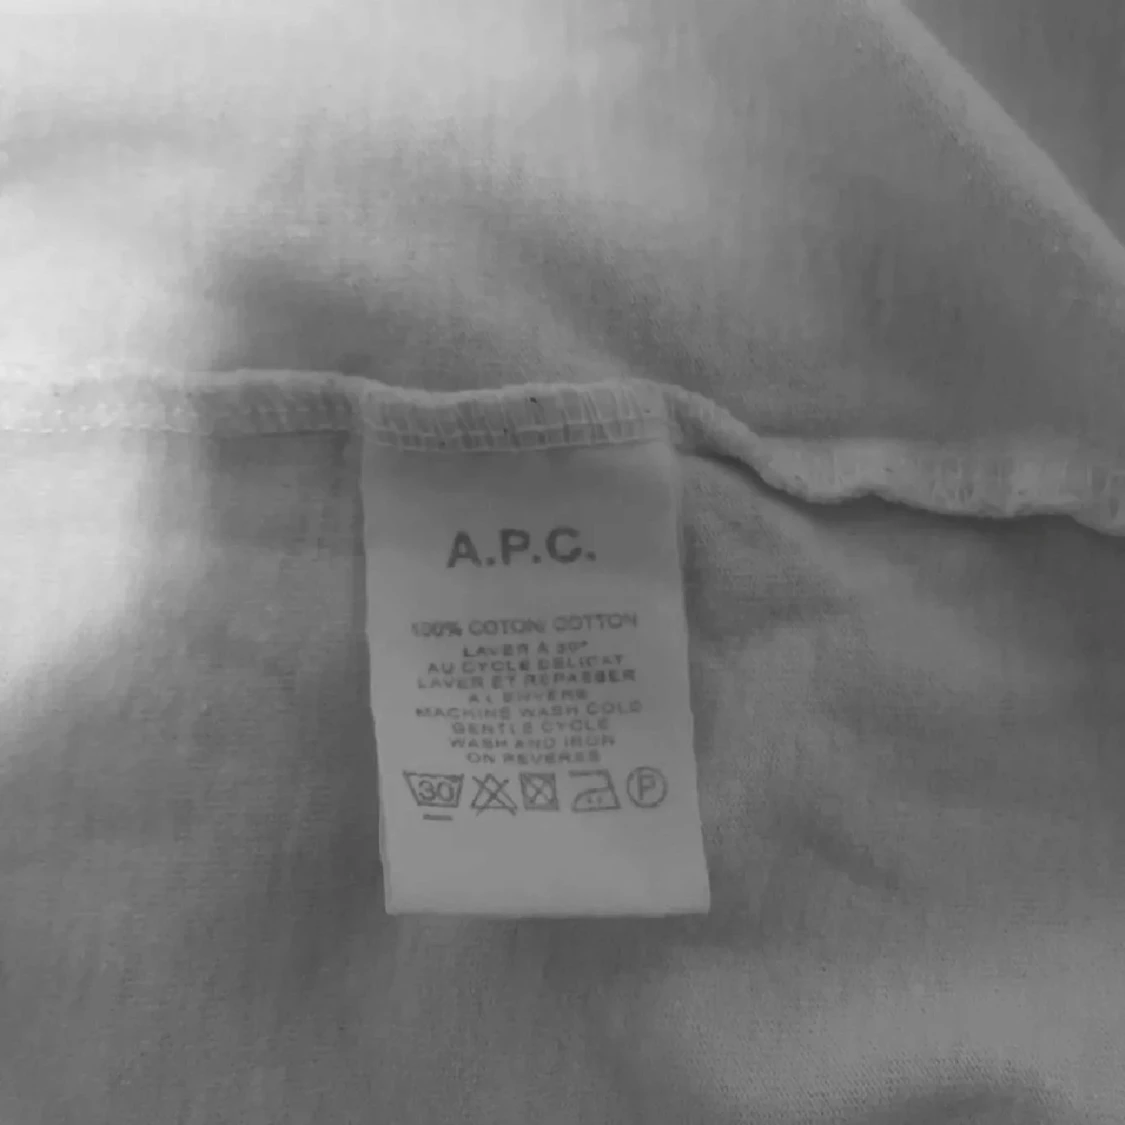 A.P.C.
100% COTON/ COTTON
LAVER A 30°
AU CYCLE DELICAT
LAVER ET REPASSER
A L'ENVERS
MACHINE WASH COLD
GENTLE CYCLE
WASH AND IRON
ON REVERSE
30 P